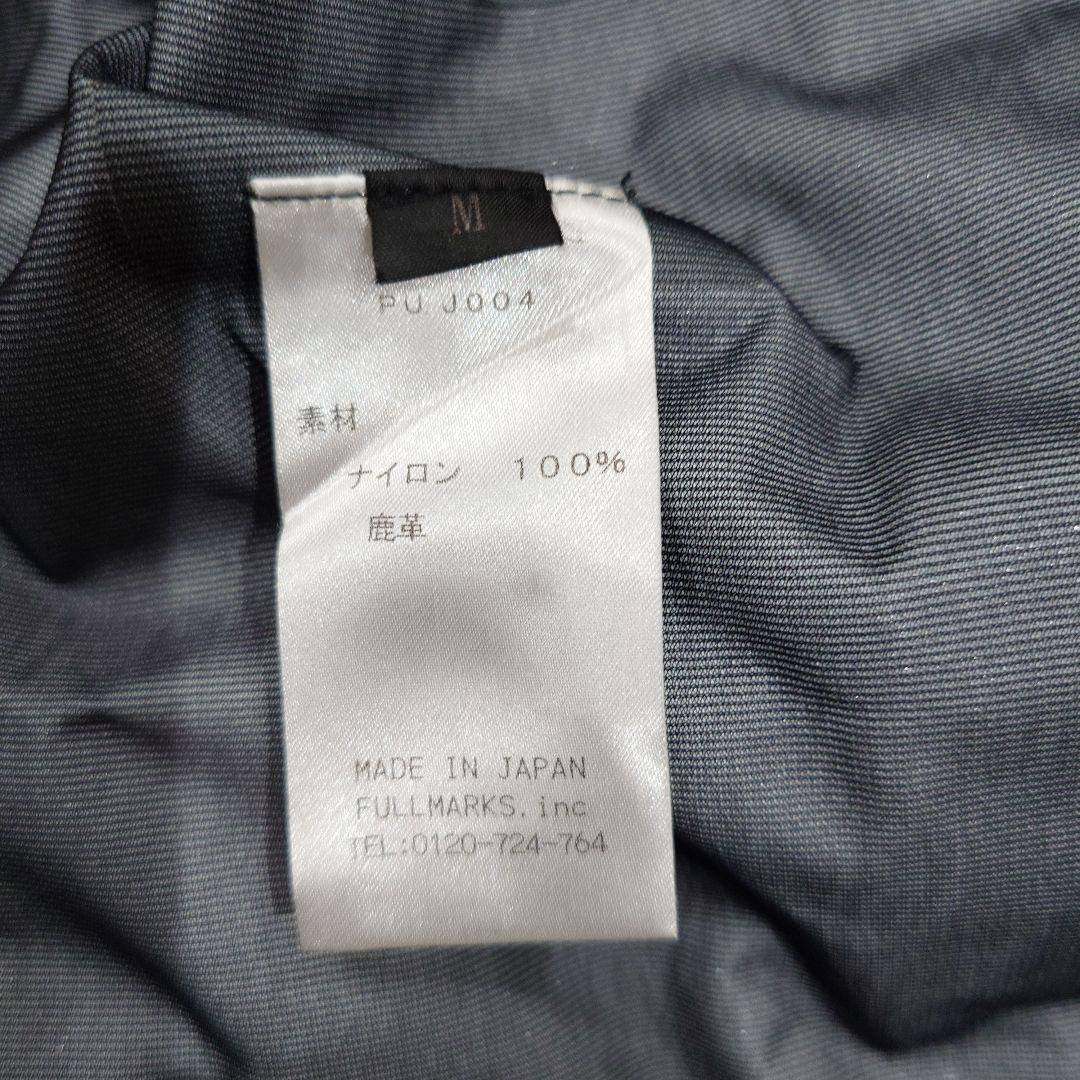 M
PU J004
素材
ナイロン 100%
鹿革
MADE IN JAPAN
FULLMARKS.inc
TEL:0120-724-764